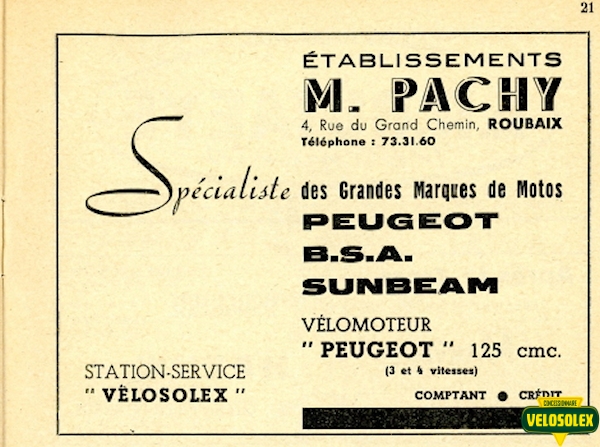 21
ÉTABLISSEMENTS
M. PACHY
4, Rue du Grand Chemin, ROUBAIX
Téléphone : 73.31.60
Spécialiste des Grandes Marques de Motos
PEUGEOT
B.S.A.
SUNBEAM
VÉLOMOTEUR
" PEUGEOT " 125 cmc.
(3 et 4 vitesses)
STATION-SERVICE
" VÉLOSOLEX "
COMPTANT ● CRÉDIT
CONCESSIONNAIRE
VELOSOLEX